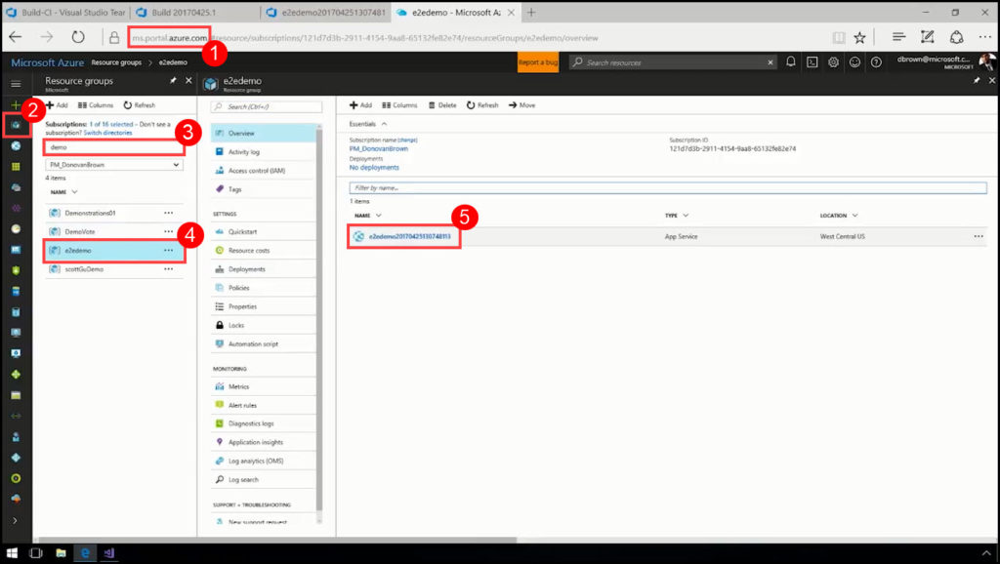 Build-CI - Visual Studio Team
Build 20170425.1
e2edemo201704251307481
e2edemo - Microsoft Az
ms.portal.azure.com/#resource/subscriptions/121d7d3b-2911-4154-9aa8-65132fe82e74/resourceGroups/e2edemo/overview
1
Microsoft Azure Resource groups > e2edemo
Report a bug
Search resources
dbrown@microsoft.c...
MICROSOFT
2
Resource groups
Microsoft
Add Columns Refresh
Subscriptions: 1 of 16 selected – Don't see a
subscription? Switch directories
3
demo
PM_DonovanBrown
4 items
NAME
Demonstrations01
DemoVote
4
e2edemo
scottGuDemo
e2edemo
Resource group
Search (Ctrl+/)
Overview
Activity log
Access control (IAM)
Tags
SETTINGS
Quickstart
Resource costs
Deployments
Policies
Properties
Locks
Automation script
MONITORING
Metrics
Alert rules
Diagnostics logs
Application insights
Log analytics (OMS)
Log search
SUPPORT + TROUBLESHOOTING
New support request
Add Columns Delete Refresh Move
Essentials
Subscription name (change)
PM_DonovanBrown
Deployments
No deployments
Subscription ID
121d7d3b-2911-4154-9aa8-65132fe82e74
Filter by name...
1 items
NAME TYPE LOCATION
5
e2edemo20170425130748113 App Service West Central US